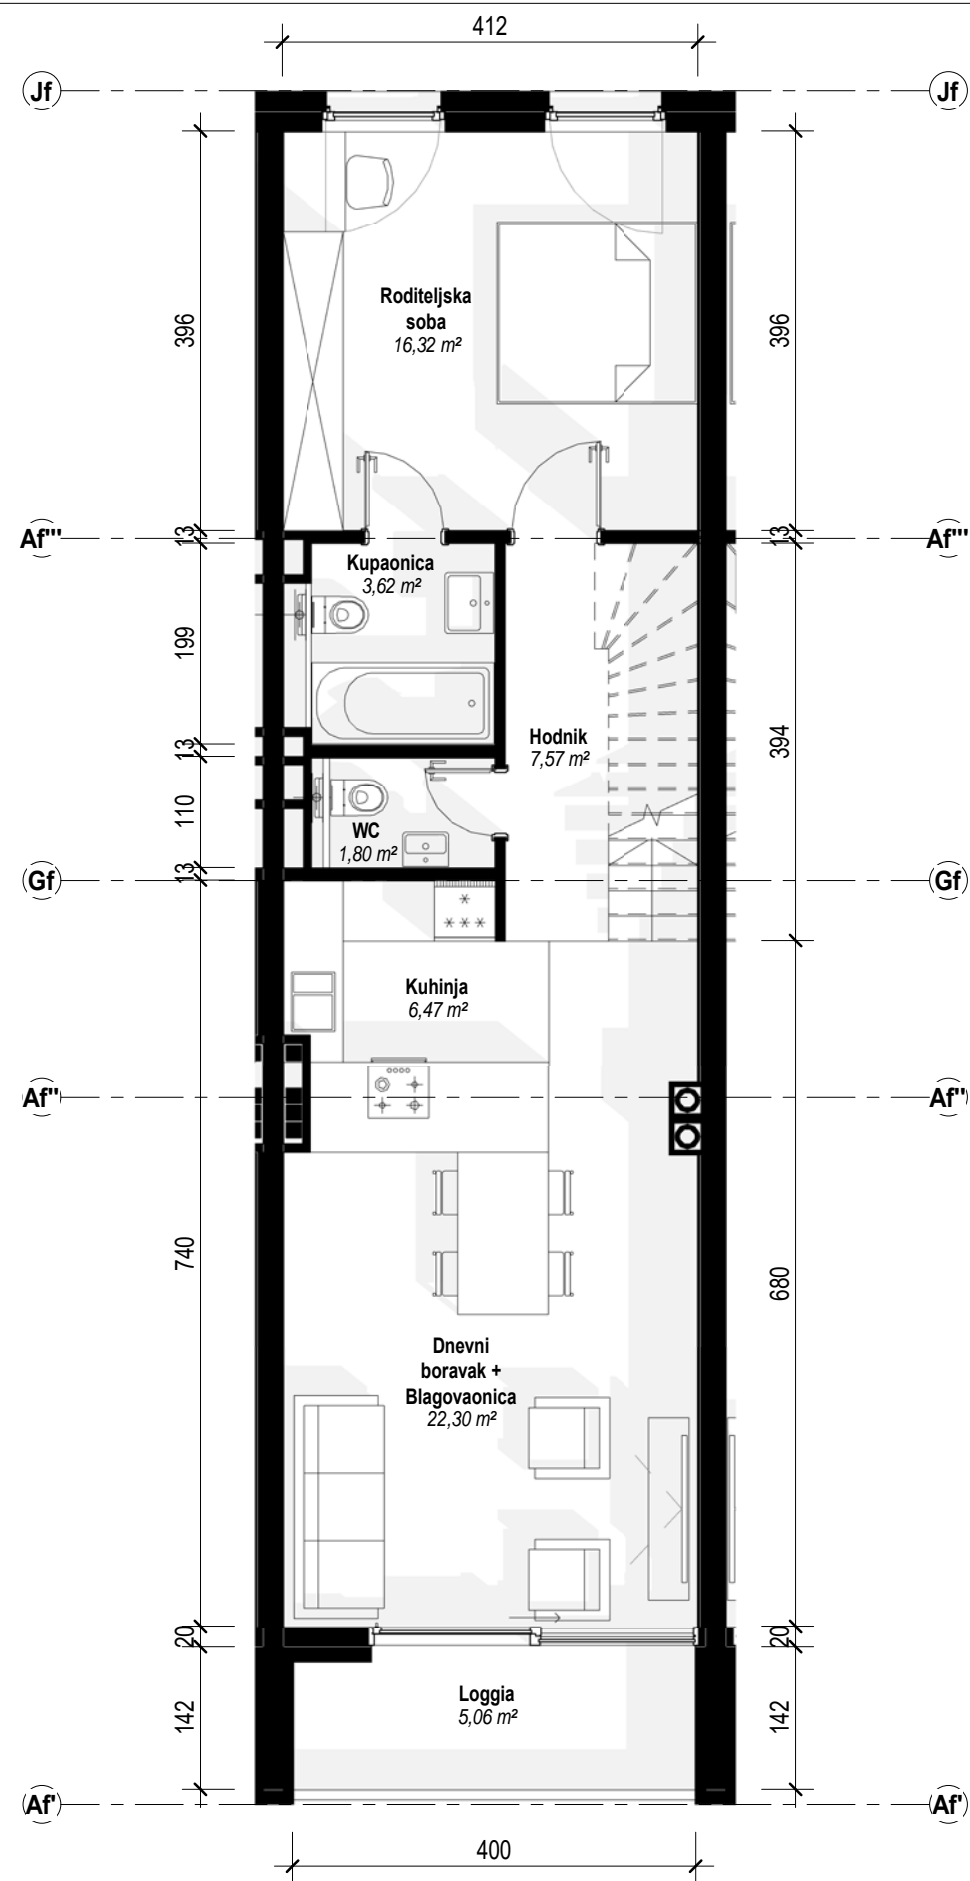 412
Jf
Jf
396
396
Roditeljska
soba
16,32 m²
Af'''
Af'''
13
13
Kupaonica
3,62 m²
199
Hodnik
7,57 m²
394
13
110
WC
1,80 m²
13
Gf
Gf
Kuhinja
6,47 m²
Af''
Af''
740
680
Dnevni
boravak +
Blagovaonica
22,30 m²
20
20
Loggia
5,06 m²
142
142
Af'
Af'
400